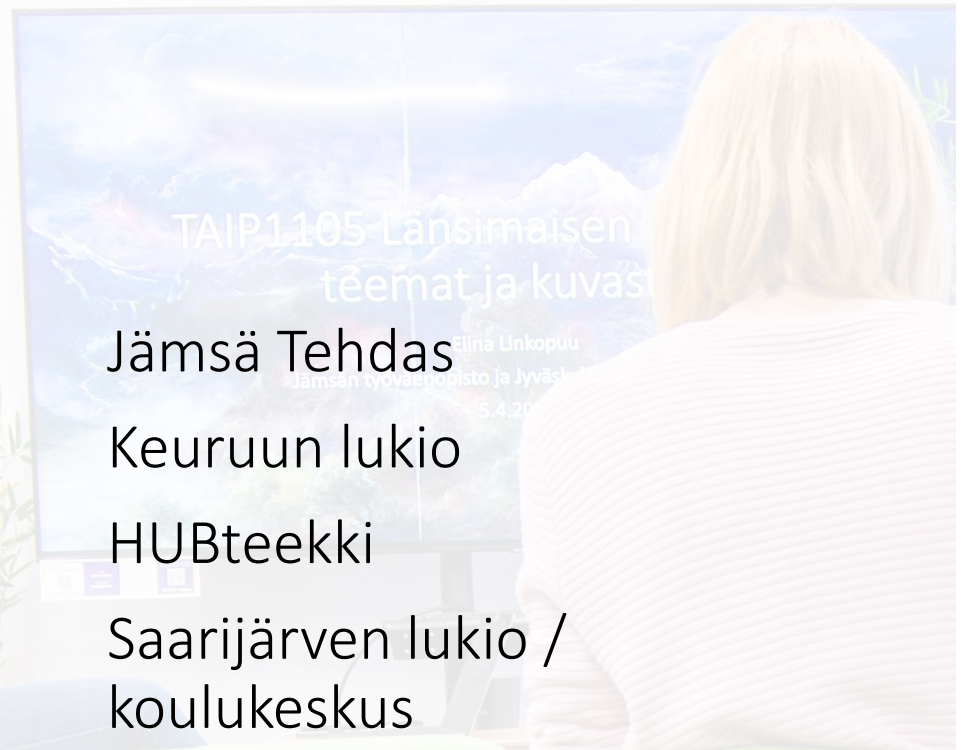 TAIP1105 Länsimaisen
teemat ja kuvast
Elina Linkopuu
Jämsän työväenopisto ja
5.4.20
Jämsä Tehdas
Keuruun lukio
HUBteekki
Saarijärven lukio /
koulukeskus